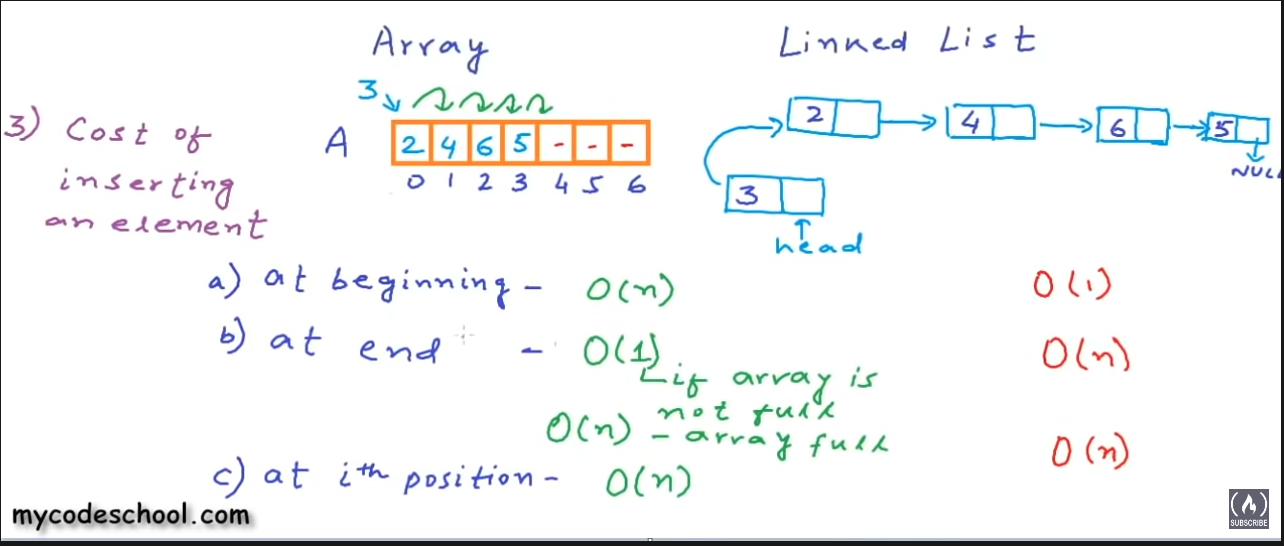 Array Linked List
3
3) Cost of inserting an element
A 2 4 6 5 - - -
0 1 2 3 4 5 6
2 4 6 5
NULL
3
head
a) at beginning - O(n) O(1)
b) at end - O(1) O(n)
if array is not full
O(n) - array full
c) at ith position - O(n) O(n)
mycodeschool.com
SUBSCRIBE